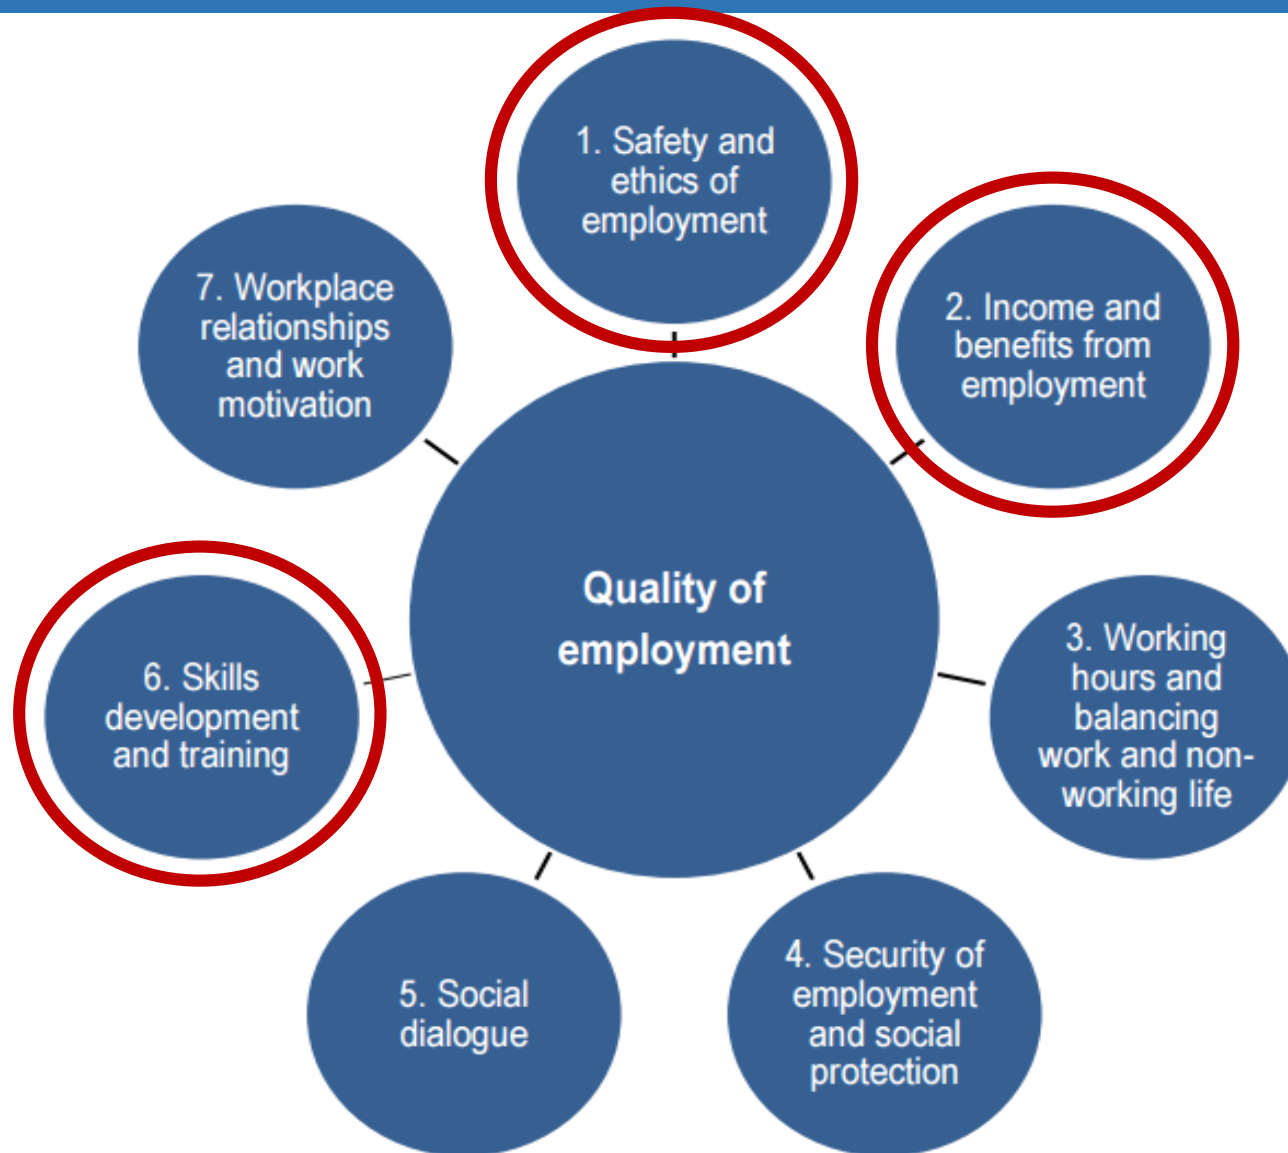 1. Safety and
ethics of
employment
2. Income and
benefits from
employment
3. Working
hours and
balancing
work and non-
working life
4. Security of
employment
and social
protection
5. Social
dialogue
6. Skills
development
and training
7. Workplace
relationships
and work
motivation
Quality of
employment